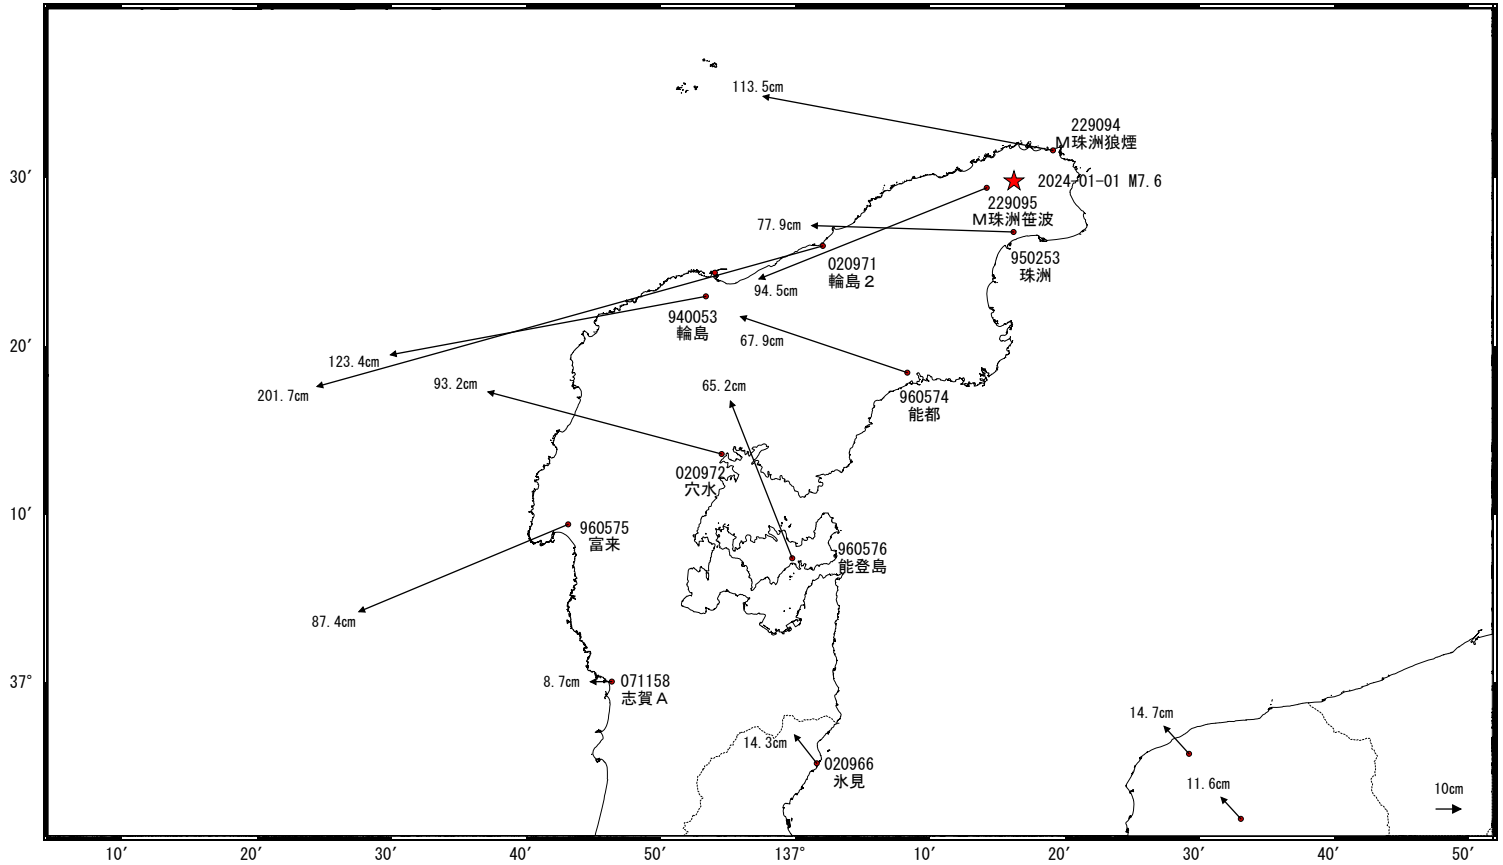 113.5cm
229094
M珠洲狼煙
30′
2024-01-01 M7.6
229095
M珠洲笹波
77.9cm
950253
珠洲
020971
輪島2
94.5cm
940053
輪島
67.9cm
20′
123.4cm
201.7cm
93.2cm
65.2cm
960574
能都
020972
穴水
10′
960575
富来
960576
能登島
87.4cm
37°
8.7cm
071158
志賀A
14.7cm
14.3cm
020966
氷見
11.6cm
10cm
10′ 20′ 30′ 40′ 50′ 137° 10′ 20′ 30′ 40′ 50′